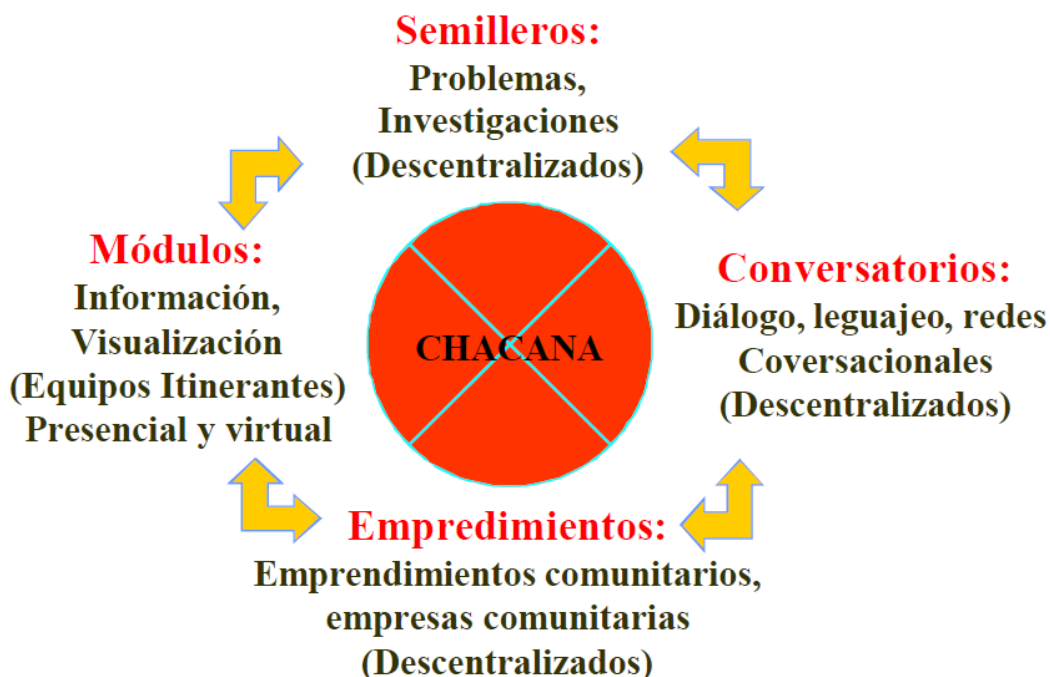 Semilleros:
Problemas,
Investigaciones
(Descentralizados)
Módulos:
Información,
Visualización
(Equipos Itinerantes)
Presencial y virtual
CHACANA
Conversatorios:
Diálogo, leguajeo, redes
Coversacionales
(Descentralizados)
Empredimientos:
Emprendimientos comunitarios,
empresas comunitarias
(Descentralizados)